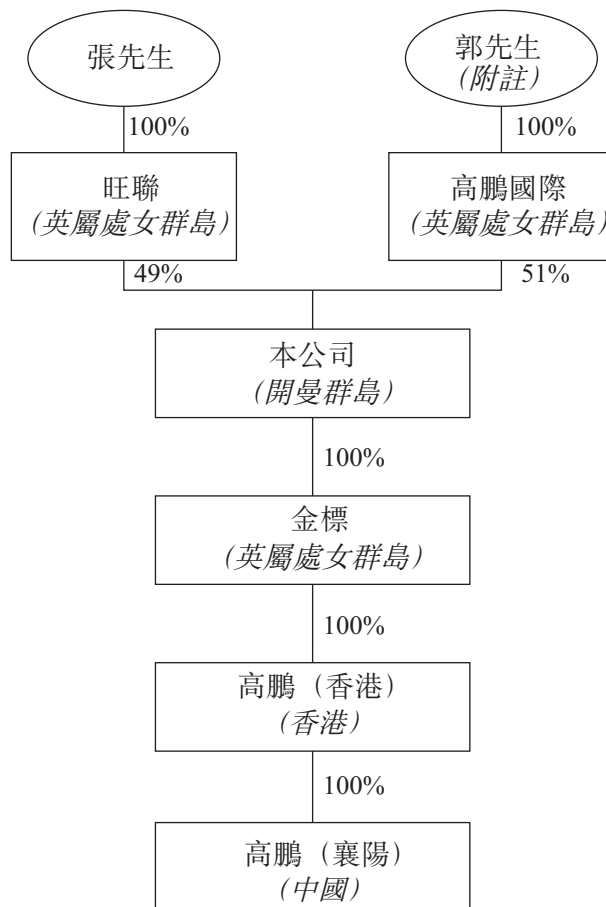 張先生
郭先生
(附註)
100%
100%
旺聯
(英屬處女群島)
高鵬國際
(英屬處女群島)
49%
51%
本公司
(開曼群島)
100%
金標
(英屬處女群島)
100%
高鵬（香港）
(香港)
100%
高鵬（襄陽）
(中國)